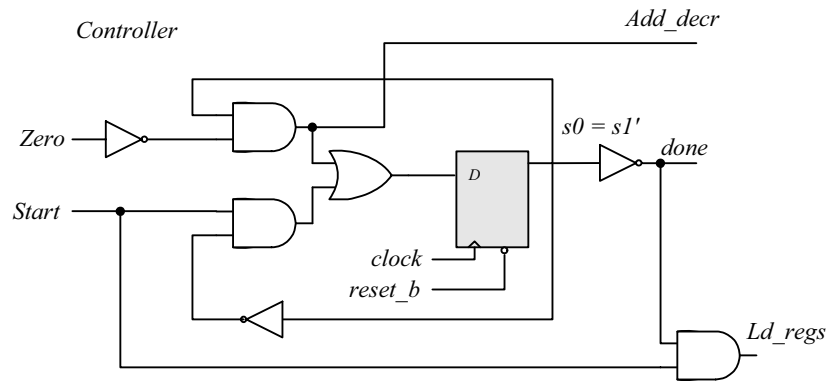 Controller
Add_decr
Zero
s0 = s1'
done
D
Start
clock
reset_b
Ld_regs